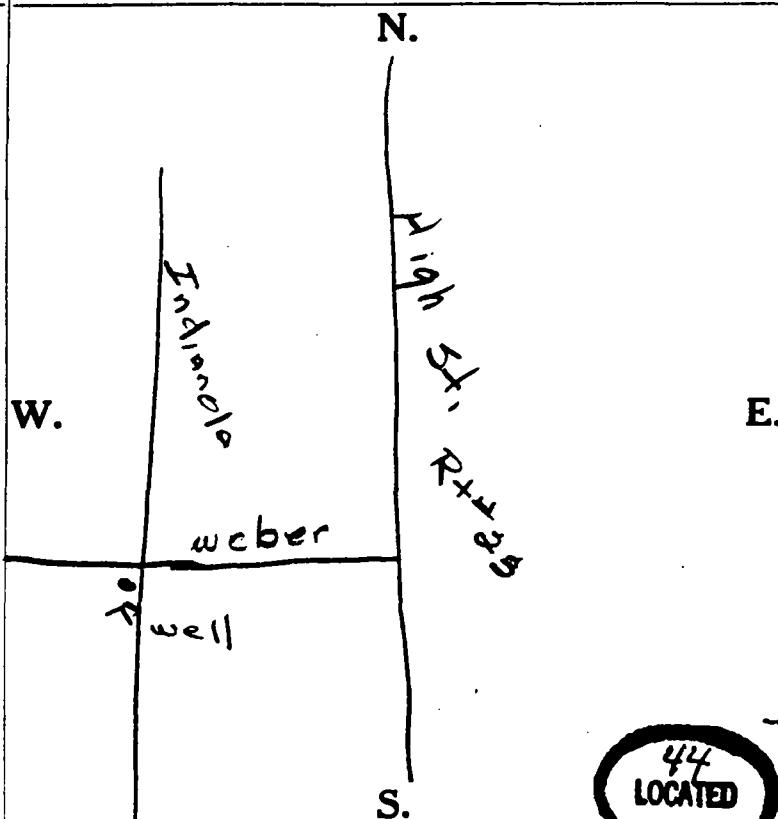 N.
High St.
Indianola
W.
E.
Rt # 23
weber
well
S.
44
LOCATED